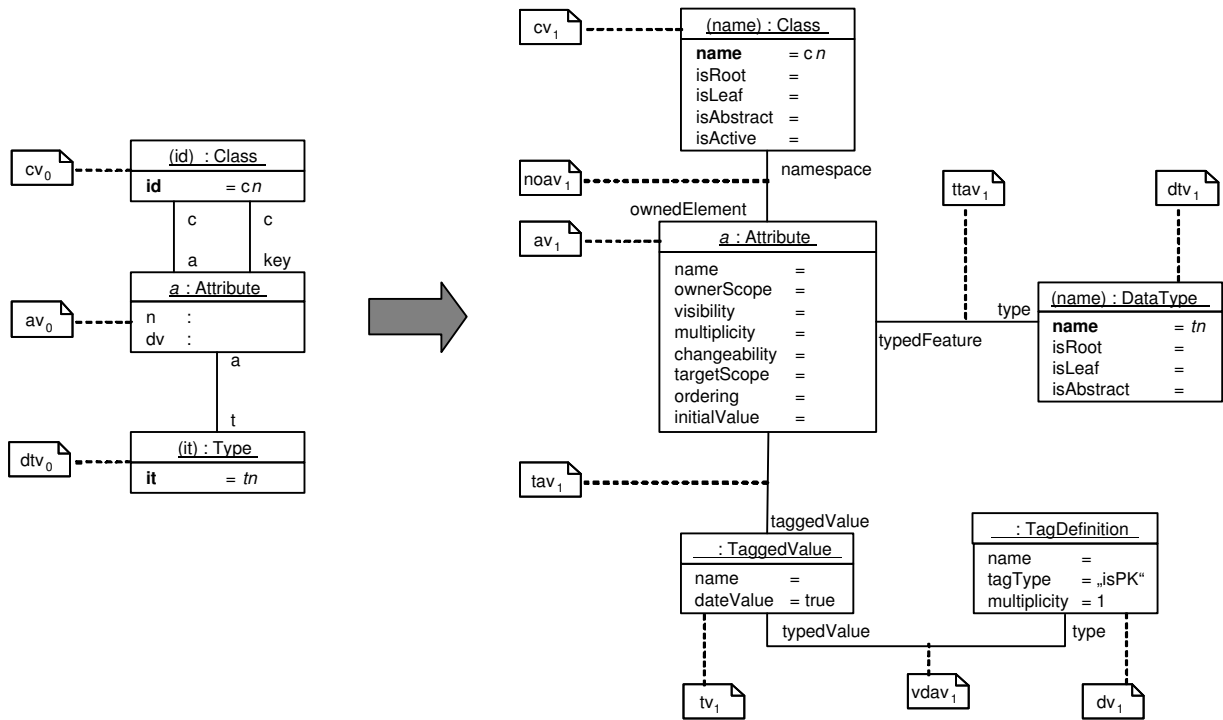 cv0
(id) : Class
id = cn
c c
a key
av0
a : Attribute
n :
dv :
a
t
dtv0
(it) : Type
it = tn
cv1
(name) : Class
name = cn
isRoot =
isLeaf =
isAbstract =
isActive =
namespace
noav1
ownedElement
av1
a : Attribute
name =
ownerScope =
visibility =
multiplicity =
changeability =
targetScope =
ordering =
initialValue =
ttav1
dtv1
type
typedFeature
(name) : DataType
name = tn
isRoot =
isLeaf =
isAbstract =
tav1
taggedValue
: TaggedValue
name =
dateValue = true
typedValue
: TagDefinition
name =
tagType = „isPK“
multiplicity = 1
type
tv1
vdav1
dv1